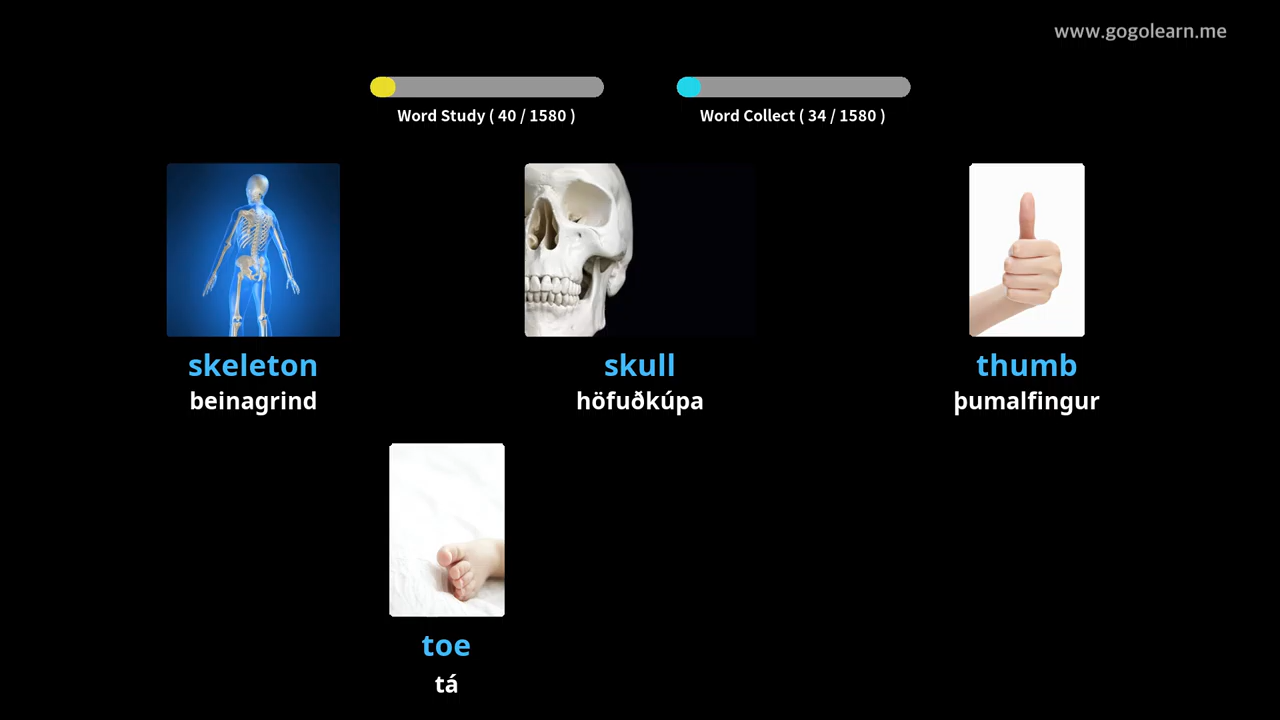 www.gogolearn.me
Word Study ( 40 / 1580 )
Word Collect ( 34 / 1580 )
skeleton
beinagrind
skull
höfuðkúpa
thumb
þumalfingur
toe
tá